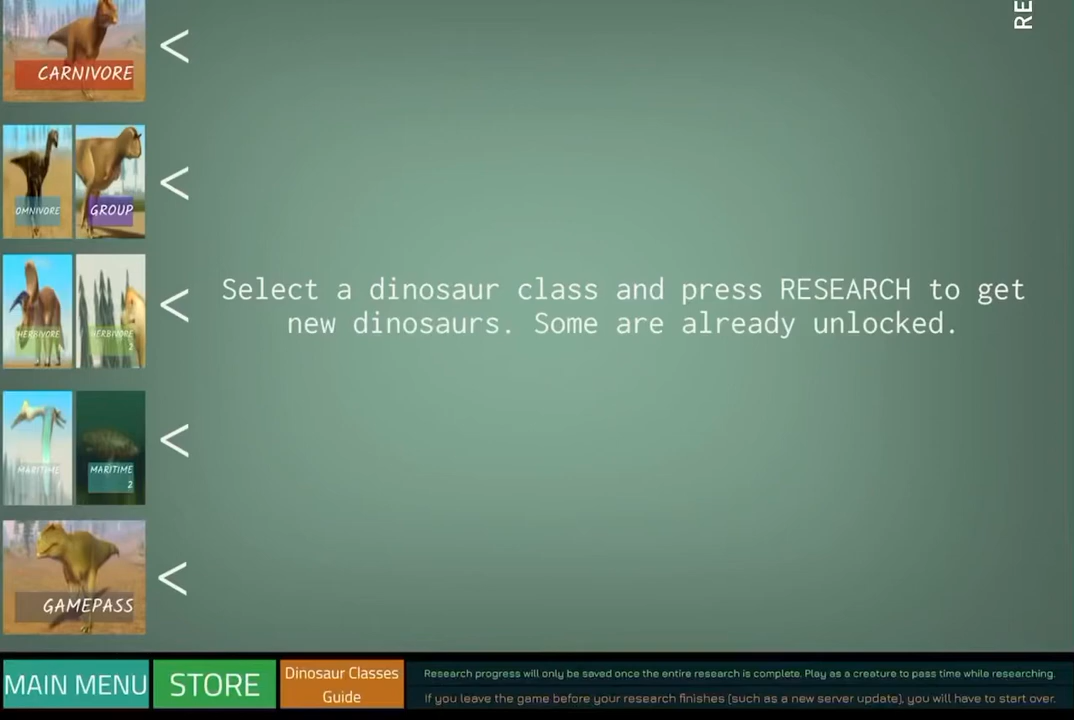 RE
CARNIVORE
<
OMNIVORE
GROUP
<
HERBIVORE
HERBIVORE
2
<
Select a dinosaur class and press RESEARCH to get
new dinosaurs. Some are already unlocked.
MARITIME
MARITIME
2
<
GAMEPASS
<
MAIN MENU
STORE
Dinosaur Classes
Guide
Research progress will only be saved once the entire research is complete. Play as a creature to pass time while researching.
If you leave the game before your research finishes (such as a new server update), you will have to start over.